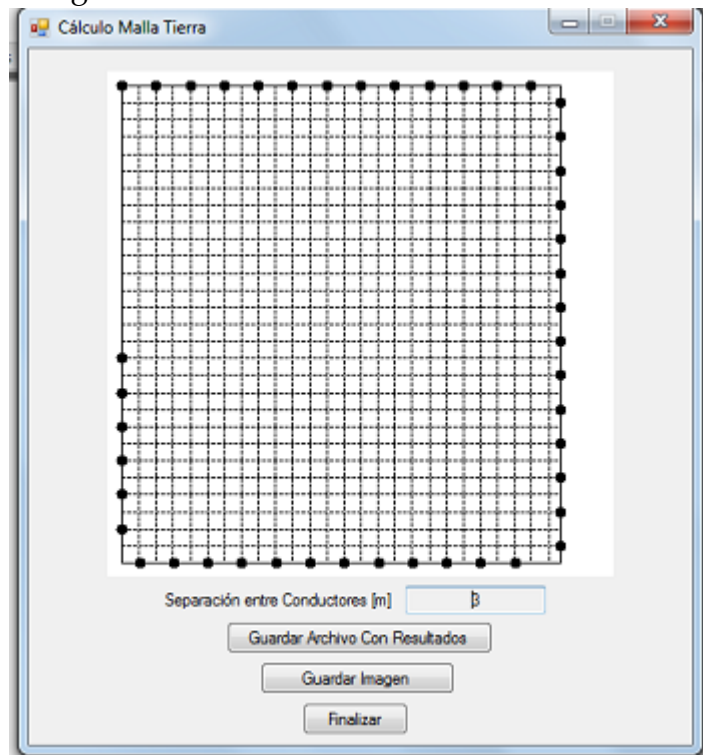 Cálculo Malla Tierra
Separación entre Conductores [m] 3
Guardar Archivo Con Resultados
Guardar Imagen
Finalizar